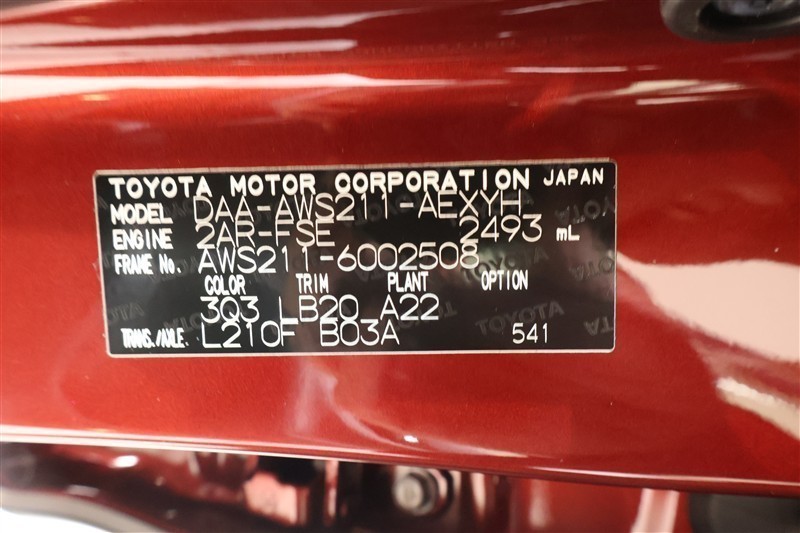 TOYOTA MOTOR CORPORATION JAPAN
MODEL DAA-AWS211-AEXYH
ENGINE 2AR-FSE 2493 mL
FRAME No. AWS211-6002508
COLOR TRIM PLANT OPTION
3Q3 LB20 A22
TRANS./AXLE. L210F B03A 541